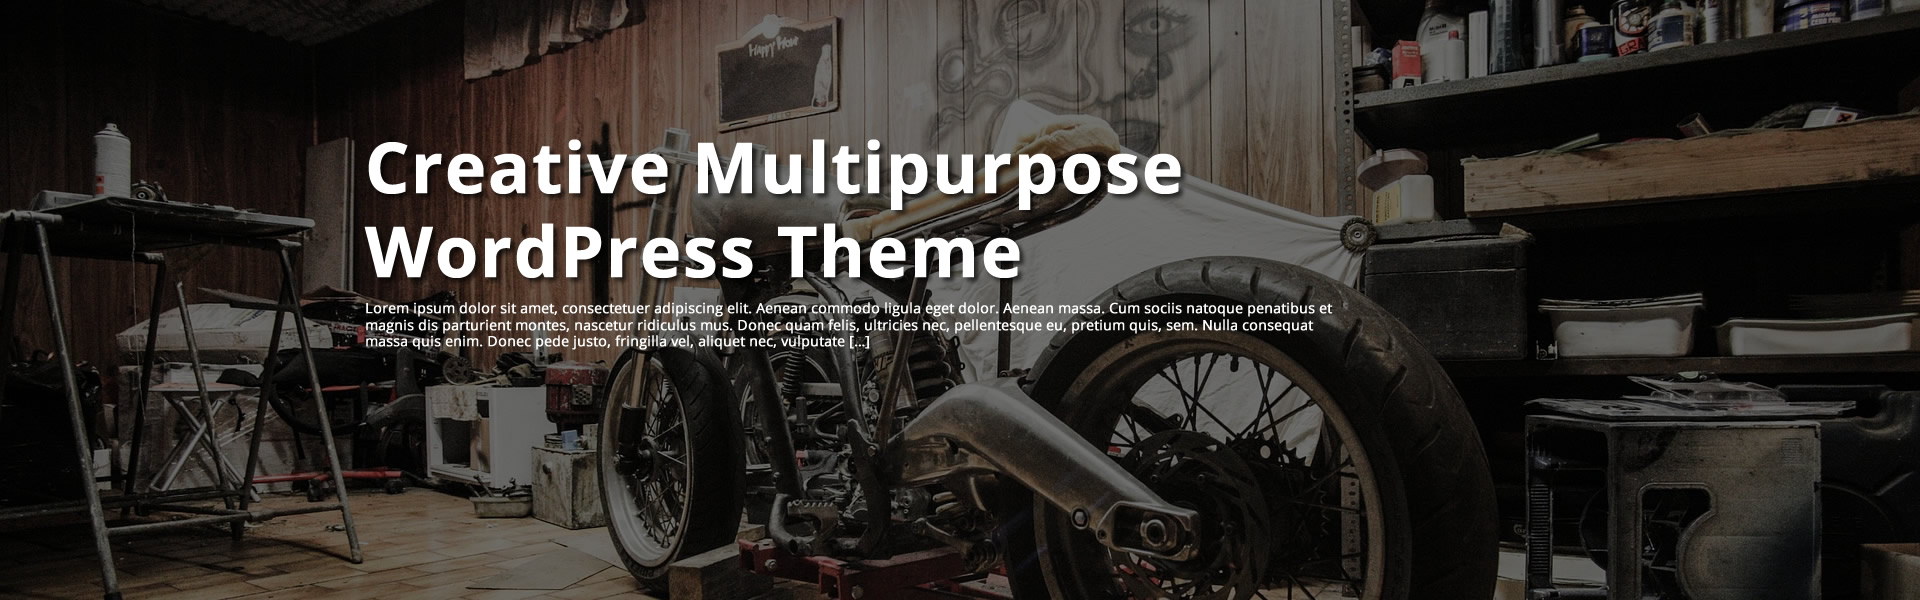 Happy Hour
Creative Multipurpose
WordPress Theme
Lorem ipsum dolor sit amet, consectetuer adipiscing elit. Aenean commodo ligula eget dolor. Aenean massa. Cum sociis natoque penatibus et
magnis dis parturient montes, nascetur ridiculus mus. Donec quam felis, ultricies nec, pellentesque eu, pretium quis, sem. Nulla consequat
massa quis enim. Donec pede justo, fringilla vel, aliquet nec, vulputate [...]